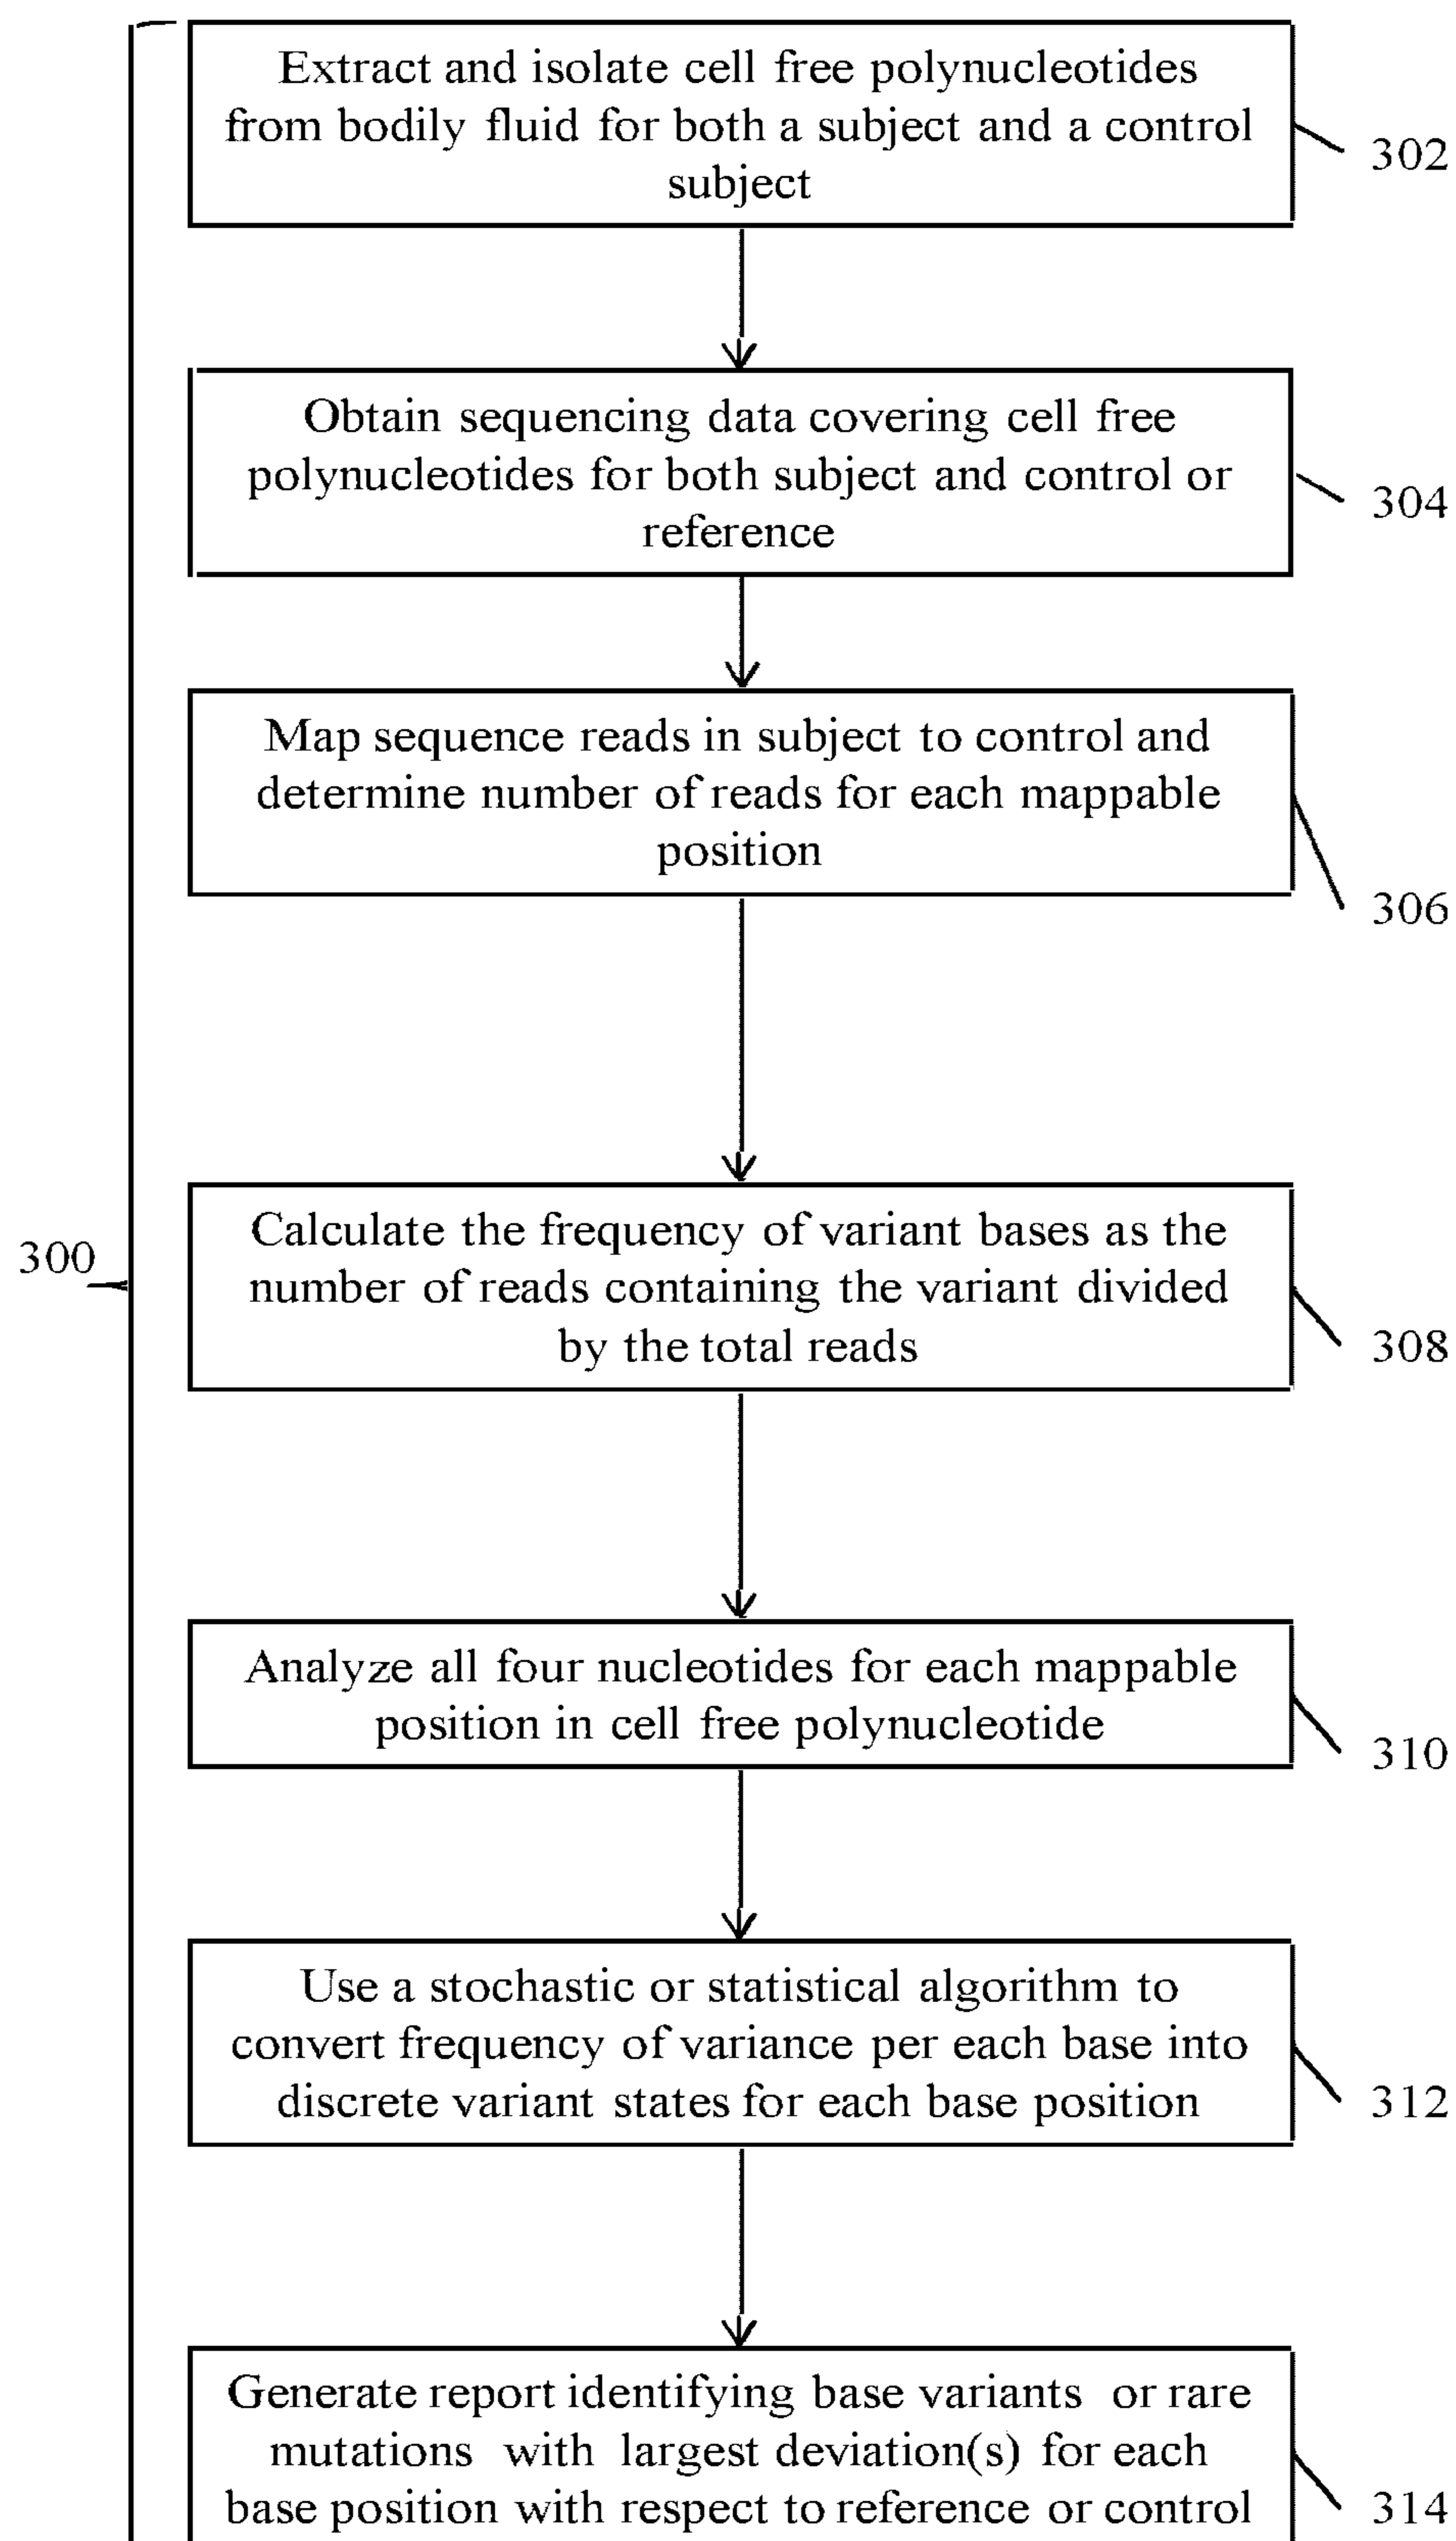 Extract and isolate cell free polynucleotides
from bodily fluid for both a subject and a control
subject
302
Obtain sequencing data covering cell free
polynucleotides for both subject and control or
reference
304
Map sequence reads in subject to control and
determine number of reads for each mappable
position
306
300
Calculate the frequency of variant bases as the
number of reads containing the variant divided
by the total reads
308
Analyze all four nucleotides for each mappable
position in cell free polynucleotide
310
Use a stochastic or statistical algorithm to
convert frequency of variance per each base into
discrete variant states for each base position
312
Generate report identifying base variants or rare
mutations with largest deviation(s) for each
base position with respect to reference or control
314